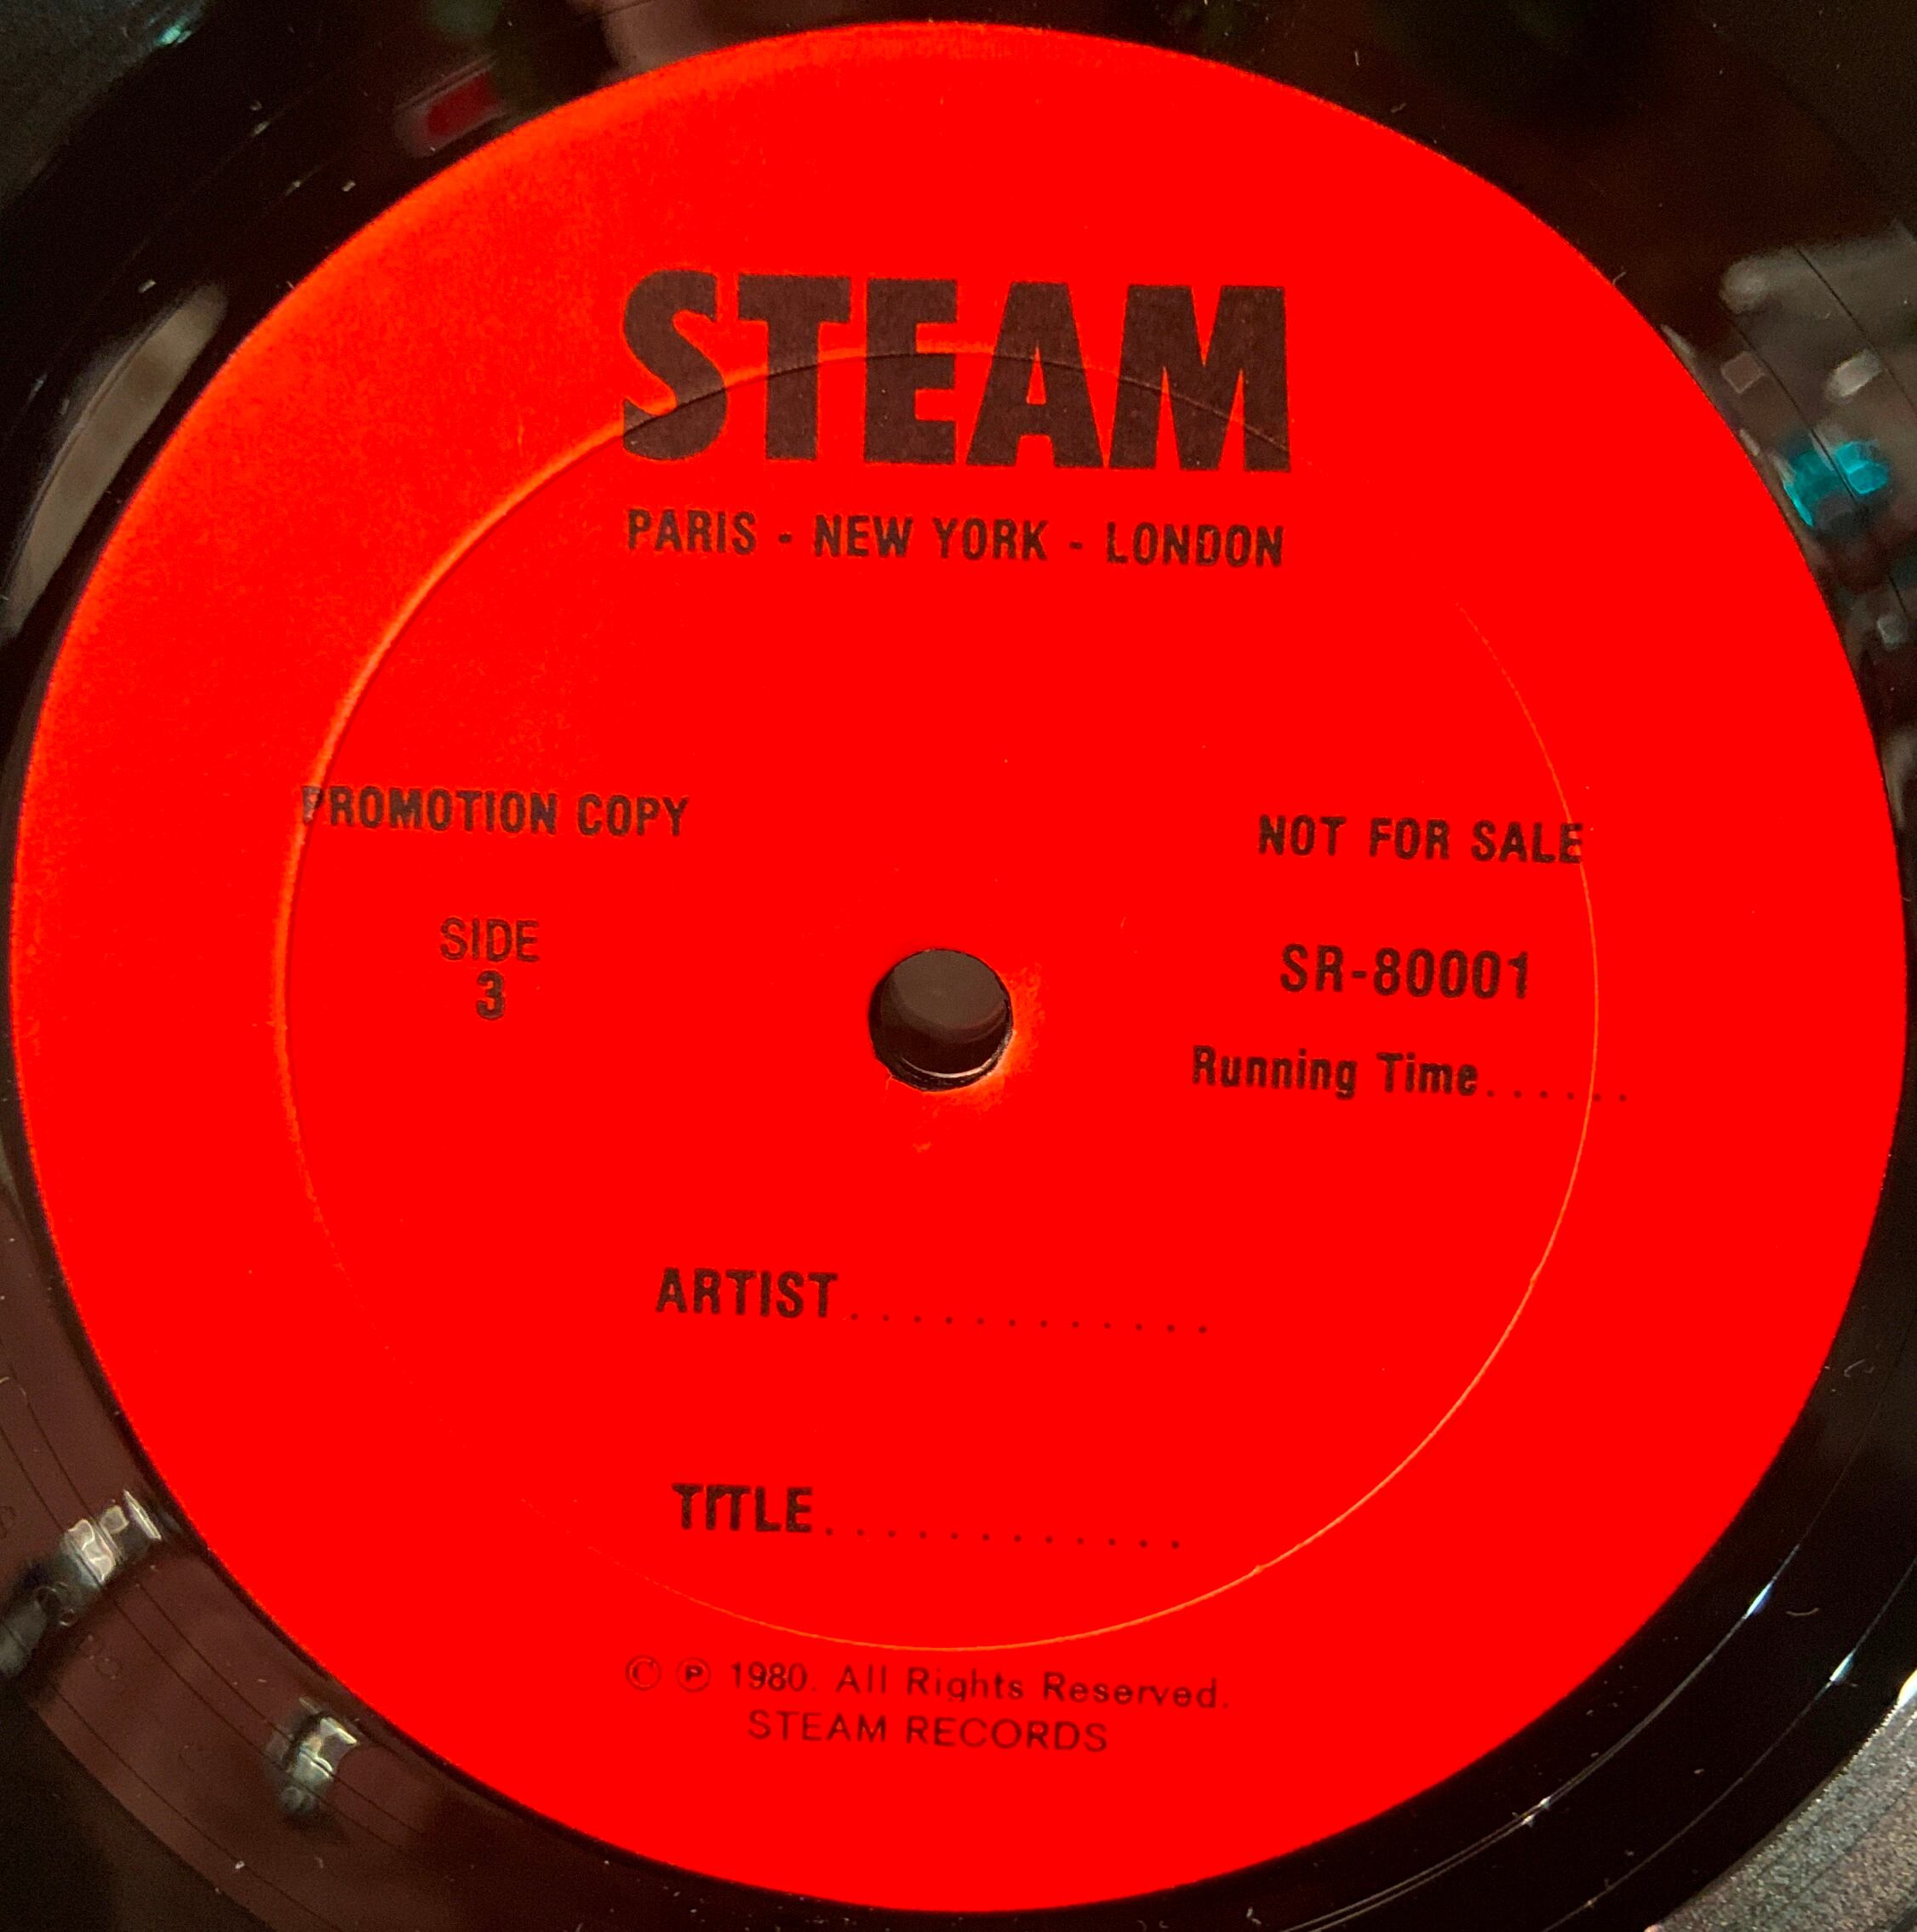 STEAM
PARIS - NEW YORK - LONDON
PROMOTION COPY
NOT FOR SALE
SIDE
3
SR-80001
Running Time......
ARTIST............
TITLE............
© ℗ 1980. All Rights Reserved.
STEAM RECORDS